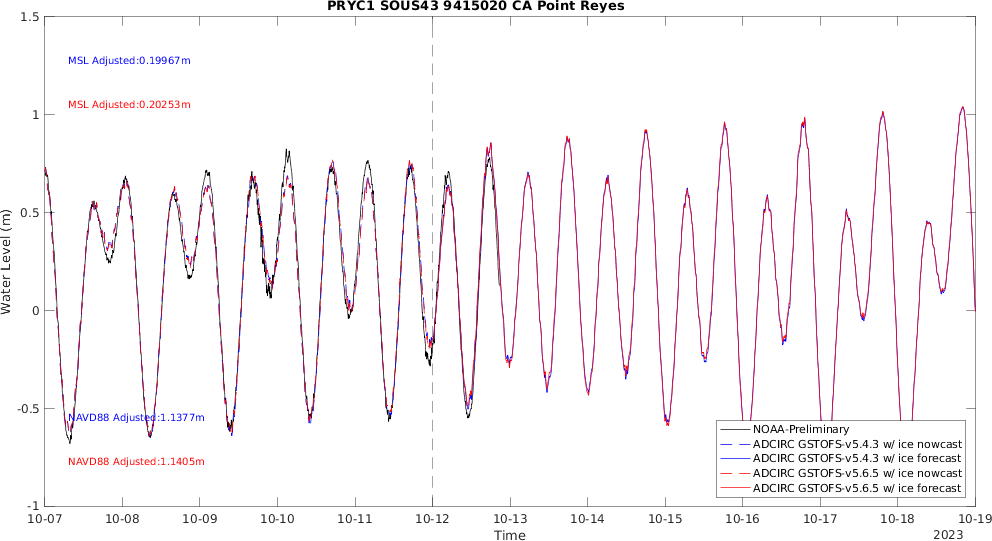 PRYC1 SOUS43 9415020 CA Point Reyes
1.5
MSL Adjusted:0.19967m
MSL Adjusted:0.20253m
1
0.5
Water Level (m)
0
-0.5
NAVD88 Adjusted:1.1377m
NAVD88 Adjusted:1.1405m
NOAA-Preliminary
ADCIRC GSTOFS-v5.4.3 w/ ice nowcast
ADCIRC GSTOFS-v5.4.3 w/ ice forecast
ADCIRC GSTOFS-v5.6.5 w/ ice nowcast
ADCIRC GSTOFS-v5.6.5 w/ ice forecast
-1
10-07 10-08 10-09 10-10 10-11 10-12 10-13 10-14 10-15 10-16 10-17 10-18 10-19
Time
2023